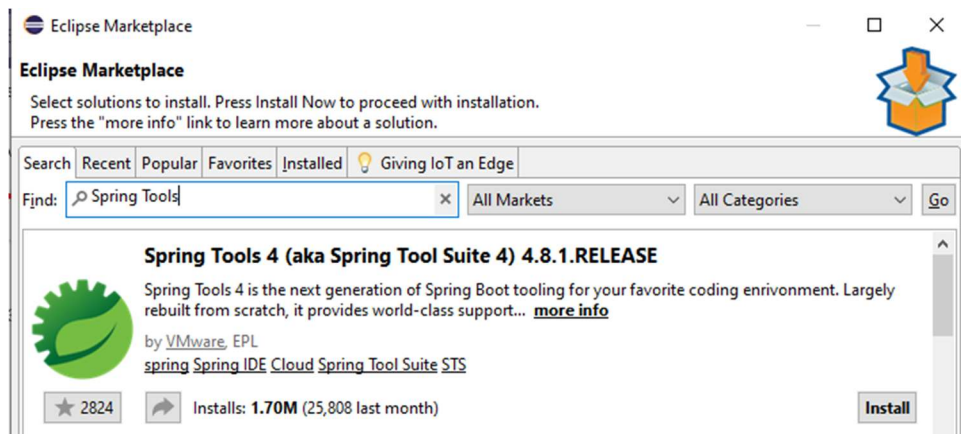 Eclipse Marketplace
Eclipse Marketplace
Select solutions to install. Press Install Now to proceed with installation.
Press the "more info" link to learn more about a solution.
Search Recent Popular Favorites Installed Giving IoT an Edge
Find: Spring Tools All Markets All Categories Go
Spring Tools 4 (aka Spring Tool Suite 4) 4.8.1.RELEASE
Spring Tools 4 is the next generation of Spring Boot tooling for your favorite coding enrivonment. Largely
rebuilt from scratch, it provides world-class support... more info
by VMware, EPL
spring Spring IDE Cloud Spring Tool Suite STS
2824 Installs: 1.70M (25,808 last month) Install